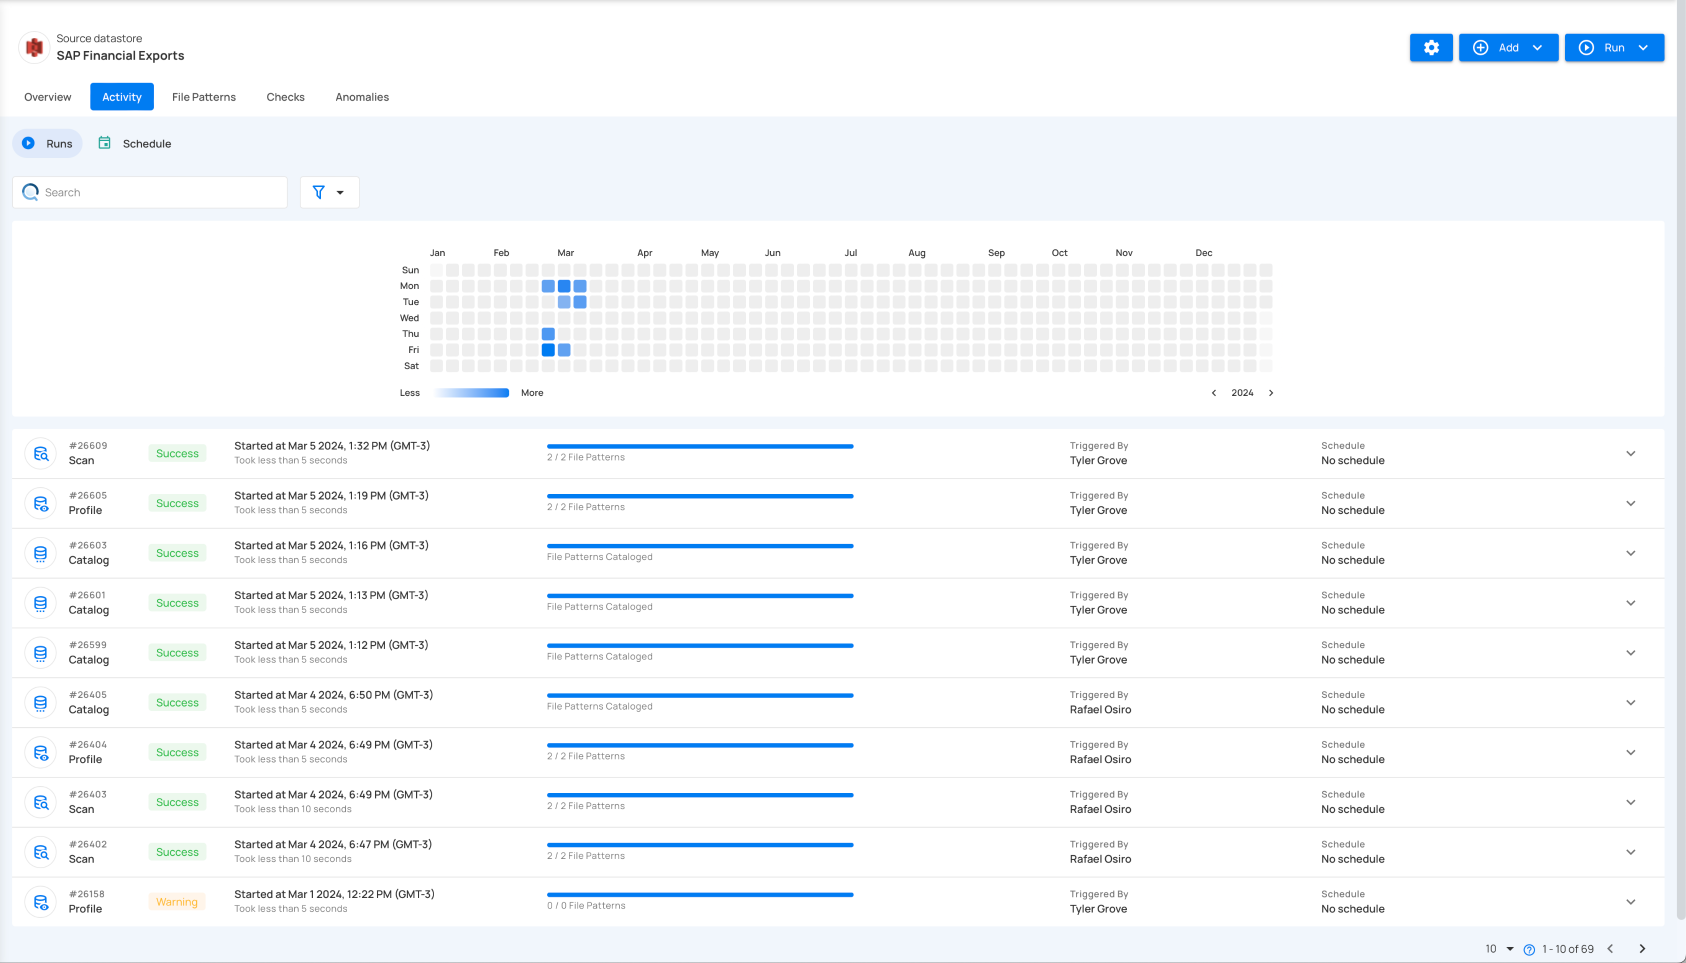 Source datastore
SAP Financial Exports
Add
Run
Overview
Activity
File Patterns
Checks
Anomalies
Runs
Schedule
Search
Jan Feb Mar Apr May Jun Jul Aug Sep Oct Nov Dec
Sun
Mon
Tue
Wed
Thu
Fri
Sat
Less
More
2024
#26609
Scan
Success
Started at Mar 5 2024, 1:32 PM (GMT-3)
Took less than 5 seconds
2 / 2 File Patterns
Triggered By
Tyler Grove
Schedule
No schedule
#26605
Profile
Success
Started at Mar 5 2024, 1:19 PM (GMT-3)
Took less than 5 seconds
2 / 2 File Patterns
Triggered By
Tyler Grove
Schedule
No schedule
#26603
Catalog
Success
Started at Mar 5 2024, 1:16 PM (GMT-3)
Took less than 5 seconds
File Patterns Cataloged
Triggered By
Tyler Grove
Schedule
No schedule
#26601
Catalog
Success
Started at Mar 5 2024, 1:13 PM (GMT-3)
Took less than 5 seconds
File Patterns Cataloged
Triggered By
Tyler Grove
Schedule
No schedule
#26599
Catalog
Success
Started at Mar 5 2024, 1:12 PM (GMT-3)
Took less than 5 seconds
File Patterns Cataloged
Triggered By
Tyler Grove
Schedule
No schedule
#26405
Catalog
Success
Started at Mar 4 2024, 6:50 PM (GMT-3)
Took less than 5 seconds
File Patterns Cataloged
Triggered By
Rafael Osiro
Schedule
No schedule
#26404
Profile
Success
Started at Mar 4 2024, 6:49 PM (GMT-3)
Took less than 5 seconds
2 / 2 File Patterns
Triggered By
Rafael Osiro
Schedule
No schedule
#26403
Scan
Success
Started at Mar 4 2024, 6:49 PM (GMT-3)
Took less than 10 seconds
2 / 2 File Patterns
Triggered By
Rafael Osiro
Schedule
No schedule
#26402
Scan
Success
Started at Mar 4 2024, 6:47 PM (GMT-3)
Took less than 10 seconds
2 / 2 File Patterns
Triggered By
Rafael Osiro
Schedule
No schedule
#26158
Profile
Warning
Started at Mar 1 2024, 12:22 PM (GMT-3)
Took less than 5 seconds
0 / 0 File Patterns
Triggered By
Tyler Grove
Schedule
No schedule
10
1 - 10 of 69